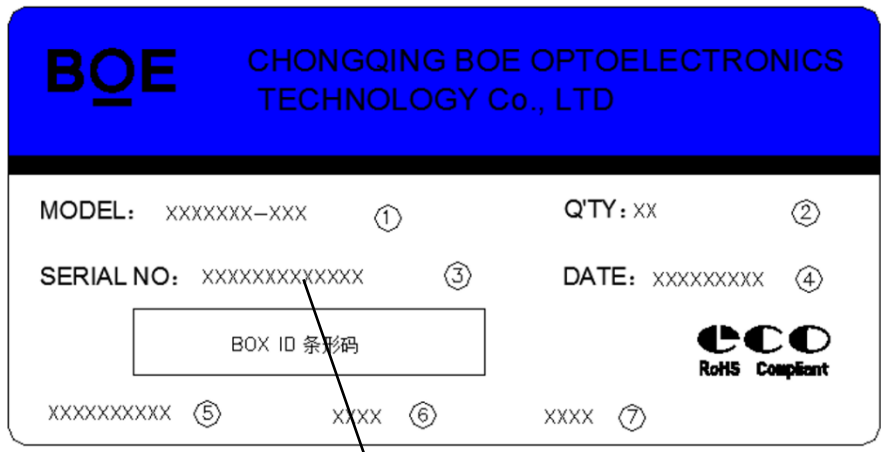 BOE
CHONGQING BOE OPTOELECTRONICS
TECHNOLOGY Co., LTD
MODEL: XXXXXXX-XXX ① Q'TY: XX ②
SERIAL NO: XXXXXXXXXXXXX ③ DATE: XXXXXXXXX ④
BOX ID 条形码
eco
RoHS Compliant
XXXXXXXXXX ⑤ XXXX ⑥ XXXX ⑦